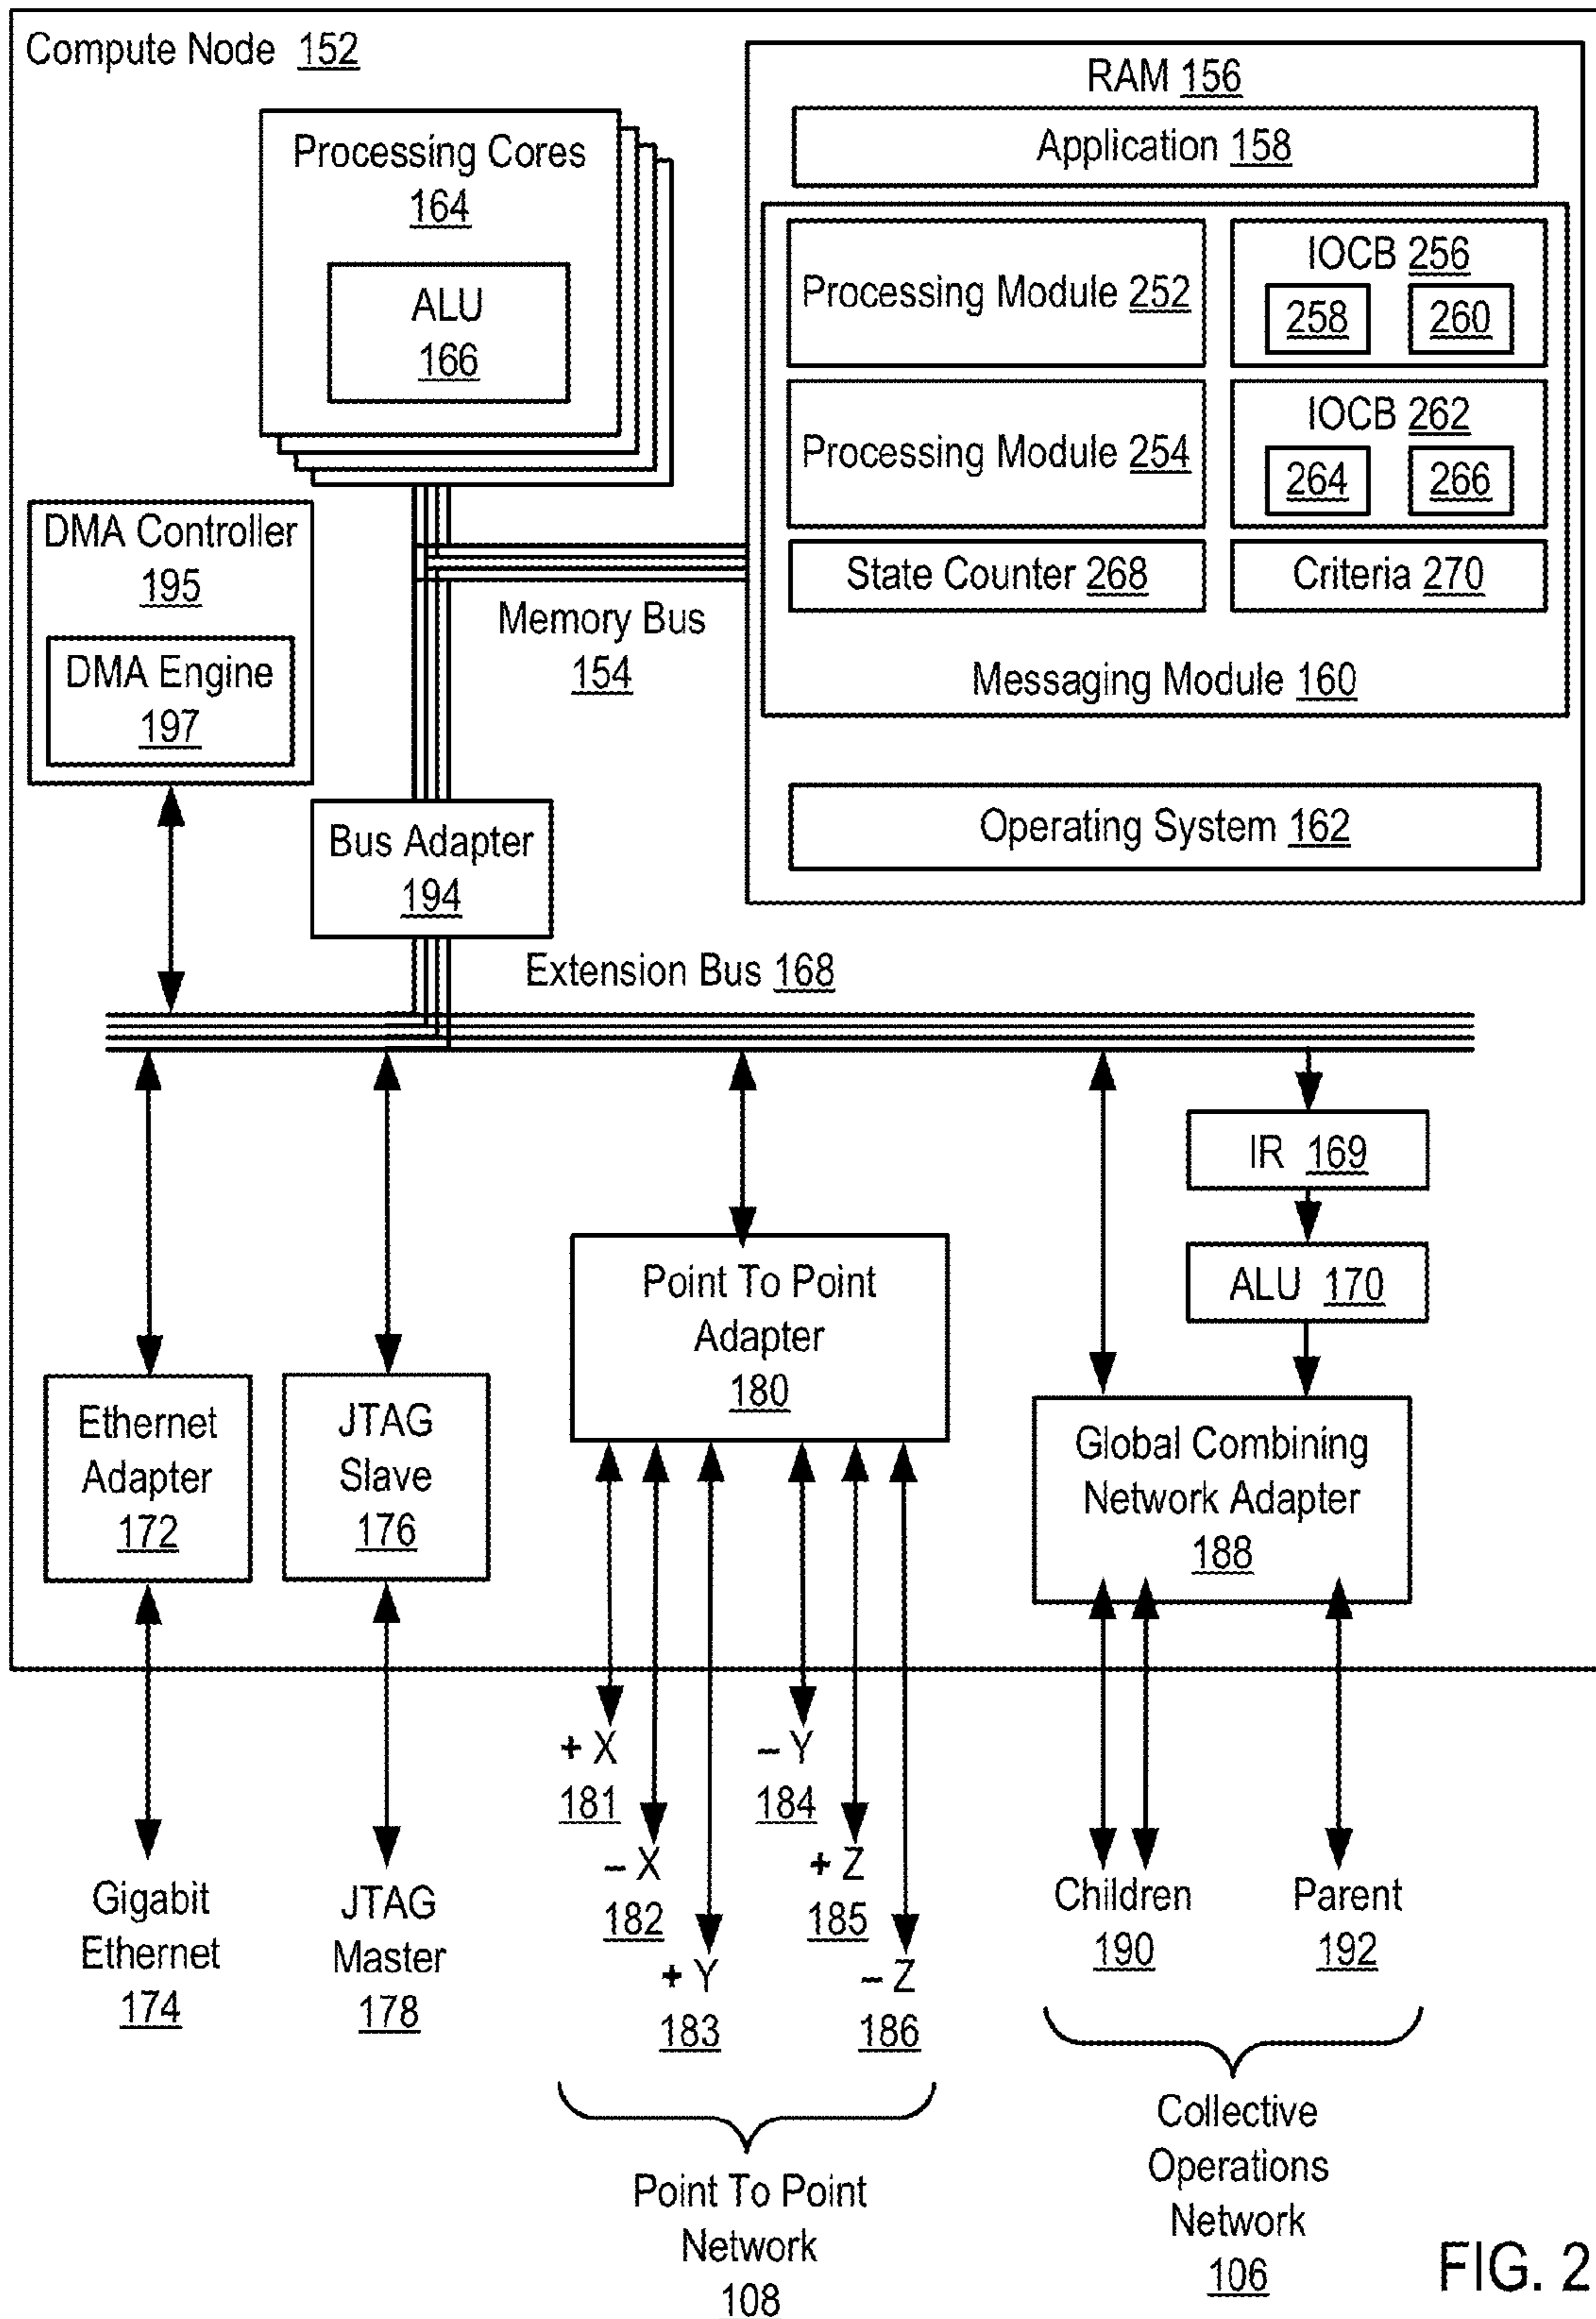 Compute Node 152
RAM 156
Application 158
Processing Cores
164
ALU
166
Processing Module 252
IOCB 256
258 260
Processing Module 254
IOCB 262
264 266
State Counter 268
Criteria 270
Messaging Module 160
Operating System 162
DMA Controller
195
DMA Engine
197
Memory Bus
154
Bus Adapter
194
Extension Bus 168
IR 169
ALU 170
Point To Point
Adapter
180
Ethernet
Adapter
172
JTAG
Slave
176
Global Combining
Network Adapter
188
+ X
181
– X
182
+ Y
183
– Y
184
+ Z
185
– Z
186
Gigabit
Ethernet
174
JTAG
Master
178
Children
190
Parent
192
Point To Point
Network
108
Collective
Operations
Network
106
FIG. 2